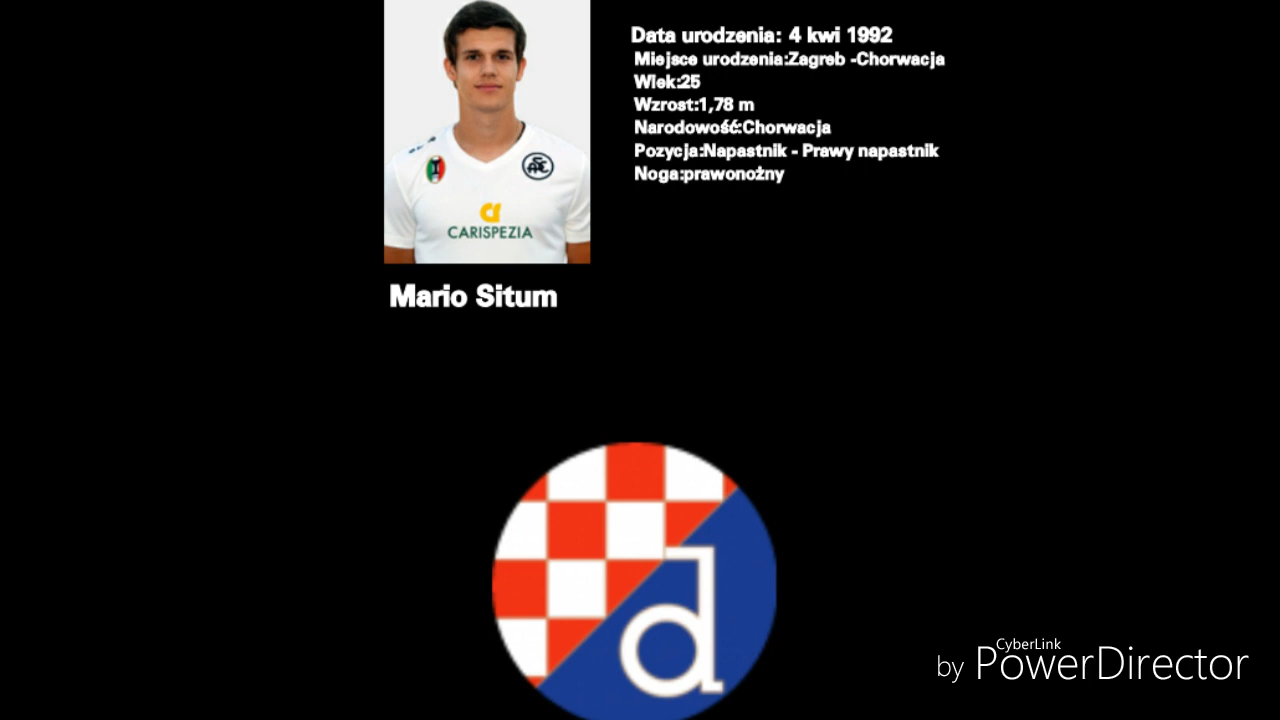 Data urodzenia: 4 kwi 1992
Miejsce urodzenia:Zagreb -Chorwacja
Wiek:25
Wzrost:1,78 m
Narodowość:Chorwacja
Pozycja:Napastnik - Prawy napastnik
Noga:prawonożny
CARISPEZIA
Mario Situm
d
CyberLink
by PowerDirector